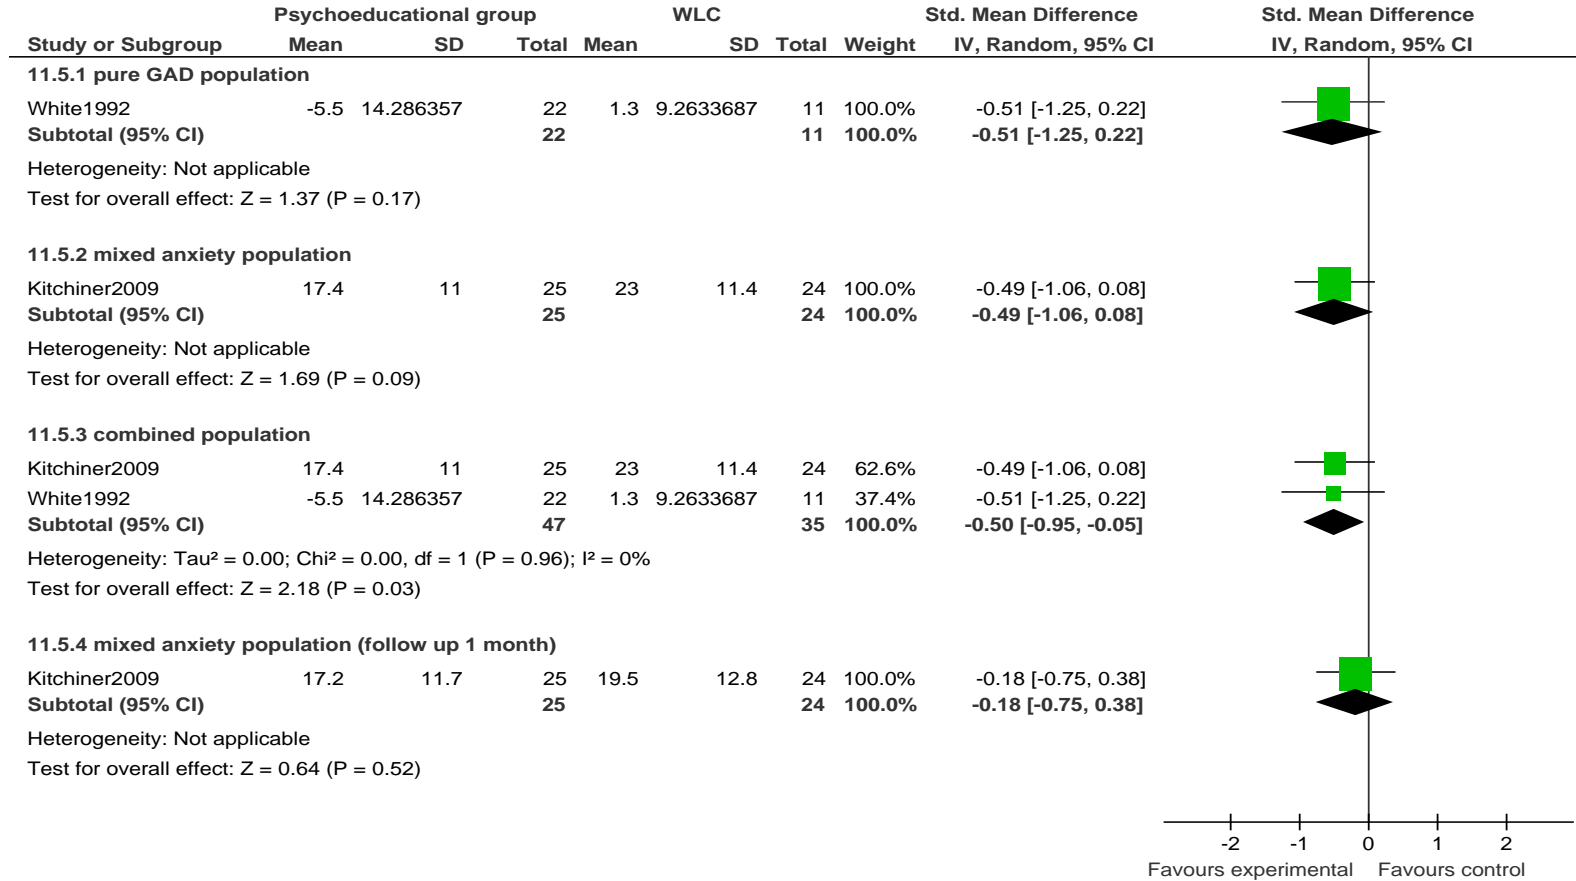 Psychoeducational group WLC Std. Mean Difference Std. Mean Difference
Study or Subgroup Mean SD Total Mean SD Total Weight IV, Random, 95% CI IV, Random, 95% CI
11.5.1 pure GAD population
White1992 -5.5 14.286357 22 1.3 9.2633687 11 100.0% -0.51 [-1.25, 0.22]
Subtotal (95% CI) 22 11 100.0% -0.51 [-1.25, 0.22]
Heterogeneity: Not applicable
Test for overall effect: Z = 1.37 (P = 0.17)
11.5.2 mixed anxiety population
Kitchiner2009 17.4 11 25 23 11.4 24 100.0% -0.49 [-1.06, 0.08]
Subtotal (95% CI) 25 24 100.0% -0.49 [-1.06, 0.08]
Heterogeneity: Not applicable
Test for overall effect: Z = 1.69 (P = 0.09)
11.5.3 combined population
Kitchiner2009 17.4 11 25 23 11.4 24 62.6% -0.49 [-1.06, 0.08]
White1992 -5.5 14.286357 22 1.3 9.2633687 11 37.4% -0.51 [-1.25, 0.22]
Subtotal (95% CI) 47 35 100.0% -0.50 [-0.95, -0.05]
Heterogeneity: Tau² = 0.00; Chi² = 0.00, df = 1 (P = 0.96); I² = 0%
Test for overall effect: Z = 2.18 (P = 0.03)
11.5.4 mixed anxiety population (follow up 1 month)
Kitchiner2009 17.2 11.7 25 19.5 12.8 24 100.0% -0.18 [-0.75, 0.38]
Subtotal (95% CI) 25 24 100.0% -0.18 [-0.75, 0.38]
Heterogeneity: Not applicable
Test for overall effect: Z = 0.64 (P = 0.52)
-2 -1 0 1 2
Favours experimental Favours control